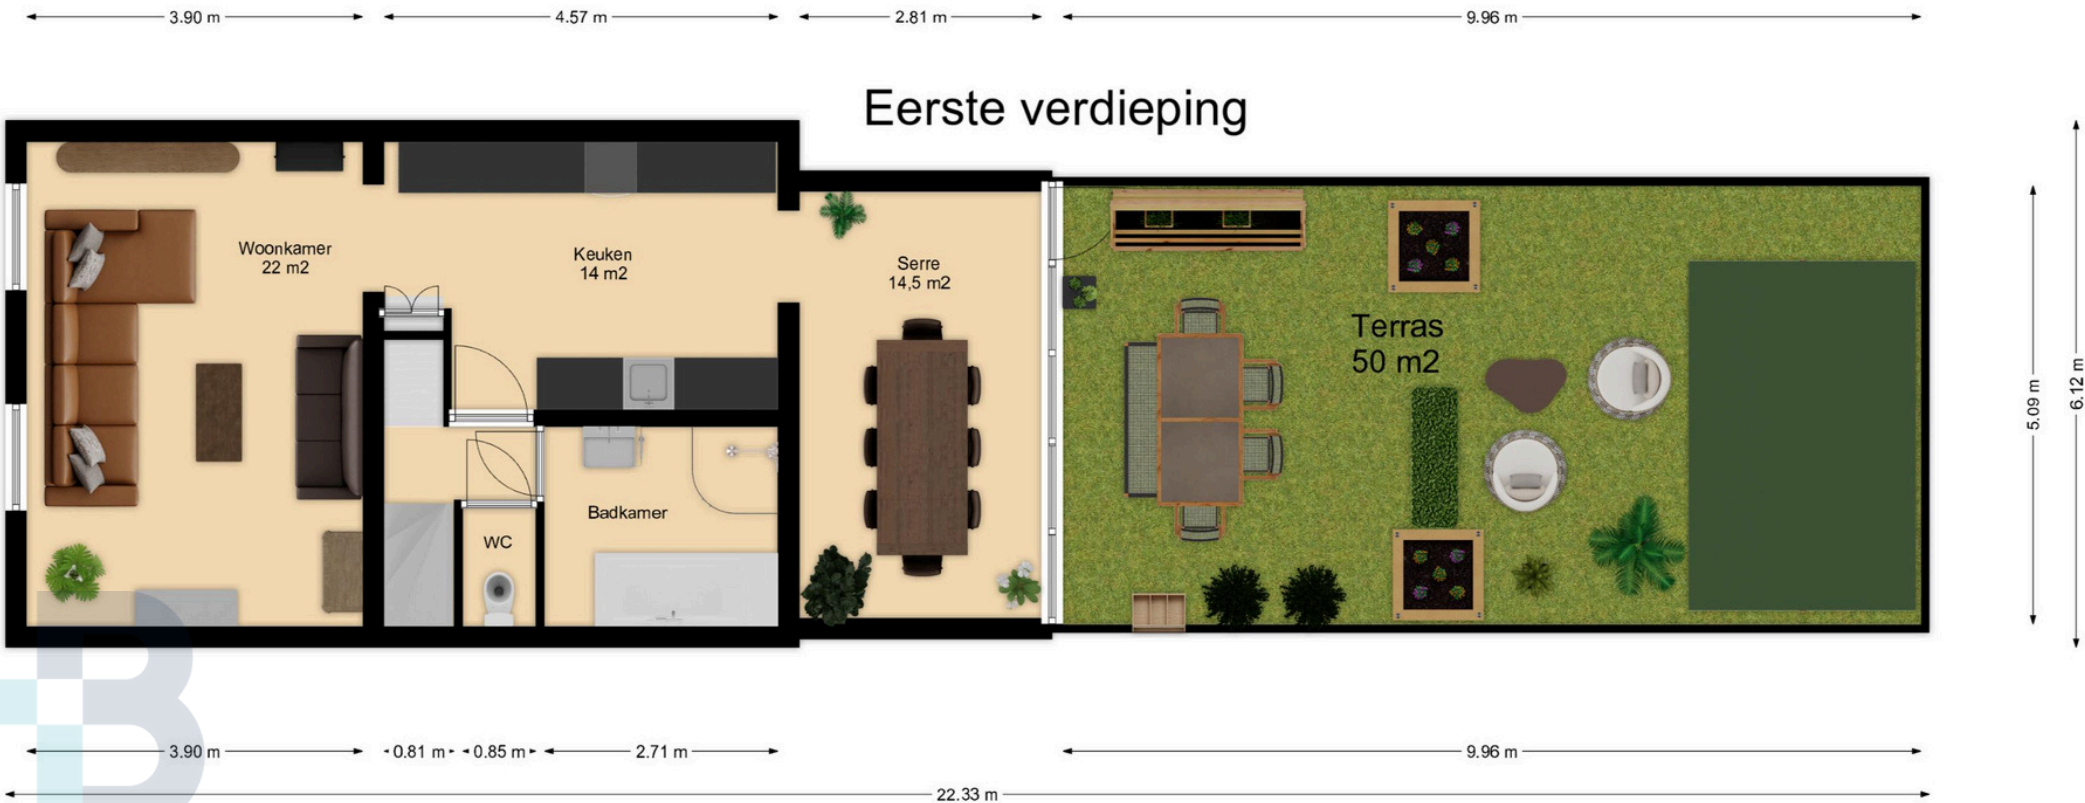 3.90 m
4.57 m
2.81 m
9.96 m
Eerste verdieping
Woonkamer
22 m2
Keuken
14 m2
Serre
14,5 m2
Terras
50 m2
5.09 m
6.12 m
Badkamer
WC
B
3.90 m
0.81 m
0.85 m
2.71 m
9.96 m
22.33 m